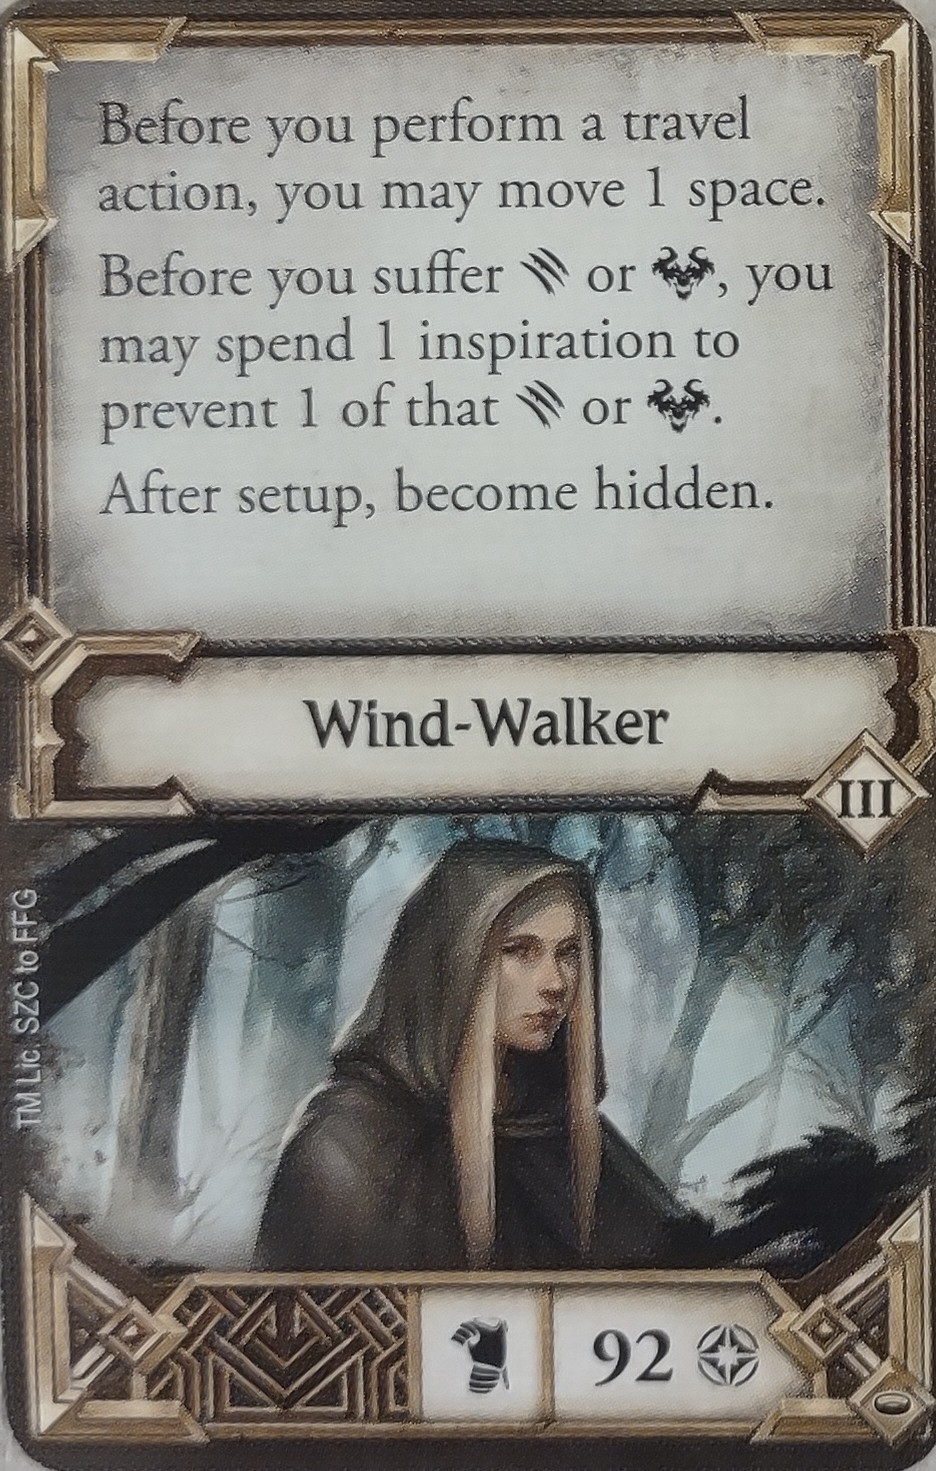 Before you perform a travel
action, you may move 1 space.
Before you suffer or , you
may spend 1 inspiration to
prevent 1 of that or .
After setup, become hidden.
Wind-Walker
III
TM Lic. SZC to FFG
92